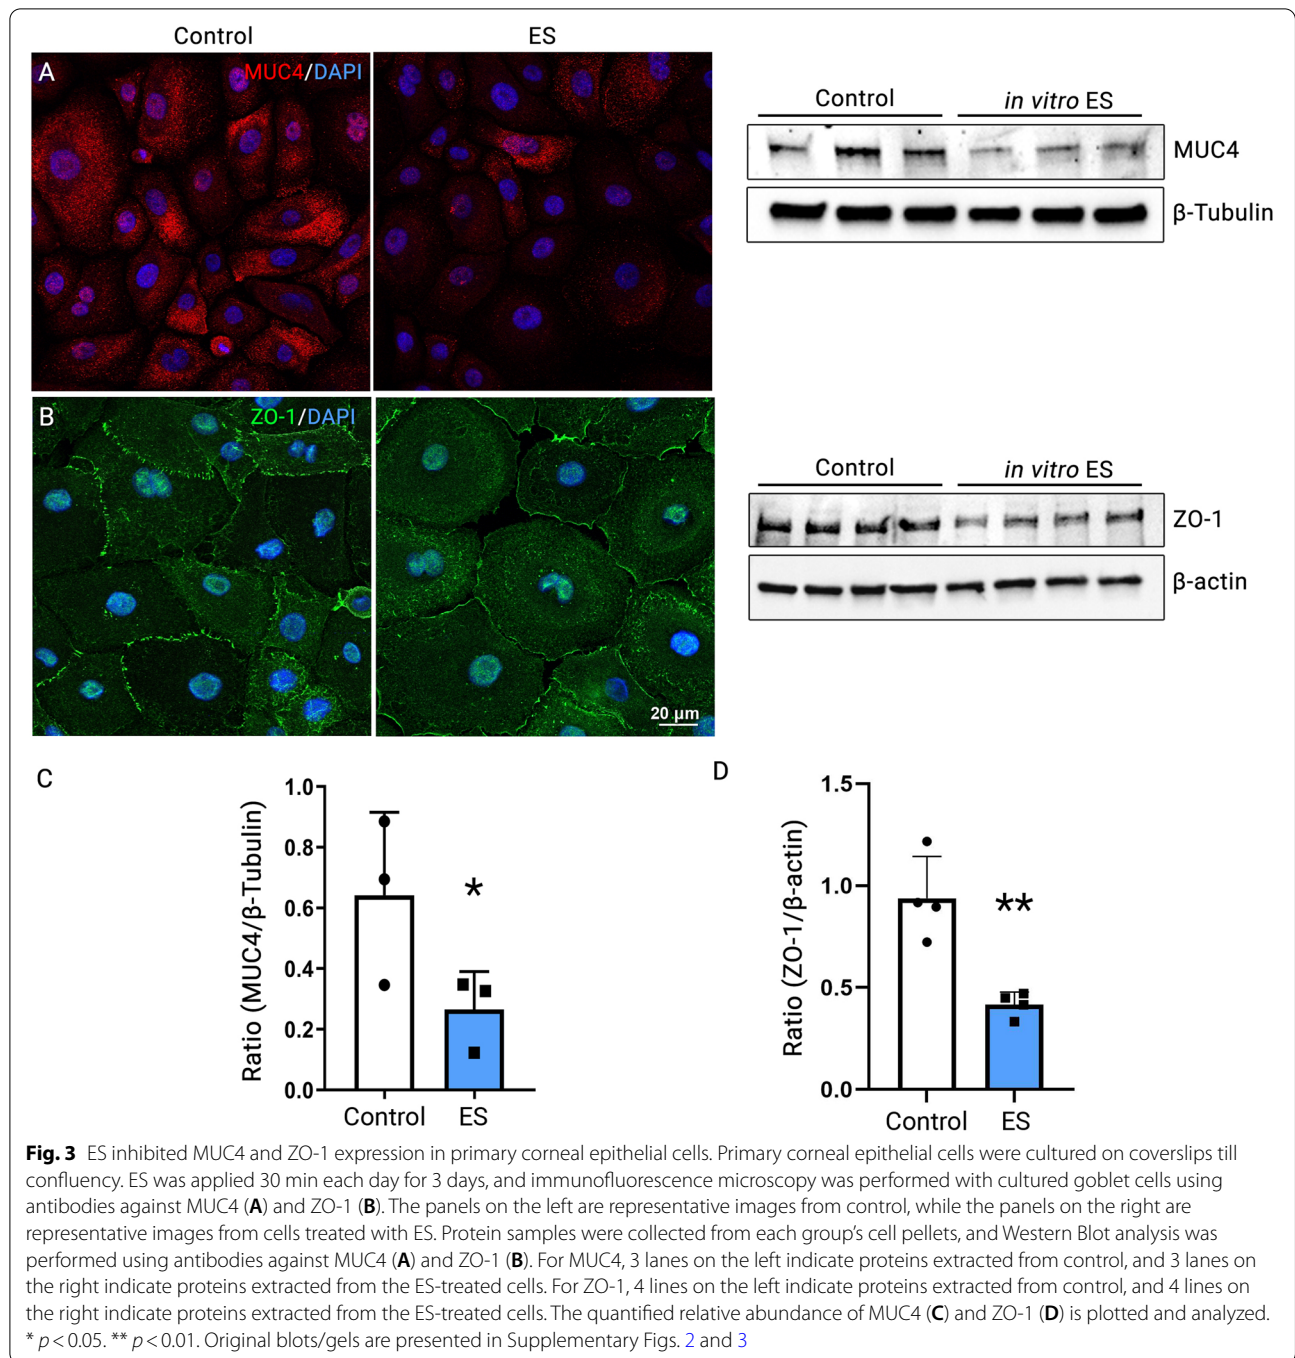 Control
ES
A
MUC4/DAPI
Control
in vitro ES
MUC4
β-Tubulin
B
ZO-1/DAPI
20 µm
Control
in vitro ES
ZO-1
β-actin
C
Ratio (MUC4/β-Tubulin)
1.0
0.8
0.6
0.4
0.2
0.0
*
Control
ES
D
Ratio (ZO-1/β-actin)
1.5
1.0
0.5
0.0
**
Control
ES
Fig. 3 ES inhibited MUC4 and ZO-1 expression in primary corneal epithelial cells. Primary corneal epithelial cells were cultured on coverslips till
confluency. ES was applied 30 min each day for 3 days, and immunofluorescence microscopy was performed with cultured goblet cells using
antibodies against MUC4 (A) and ZO-1 (B). The panels on the left are representative images from control, while the panels on the right are
representative images from cells treated with ES. Protein samples were collected from each group's cell pellets, and Western Blot analysis was
performed using antibodies against MUC4 (A) and ZO-1 (B). For MUC4, 3 lanes on the left indicate proteins extracted from control, and 3 lanes on
the right indicate proteins extracted from the ES-treated cells. For ZO-1, 4 lines on the left indicate proteins extracted from control, and 4 lines on
the right indicate proteins extracted from the ES-treated cells. The quantified relative abundance of MUC4 (C) and ZO-1 (D) is plotted and analyzed.
* p < 0.05. ** p < 0.01. Original blots/gels are presented in Supplementary Figs. 2 and 3